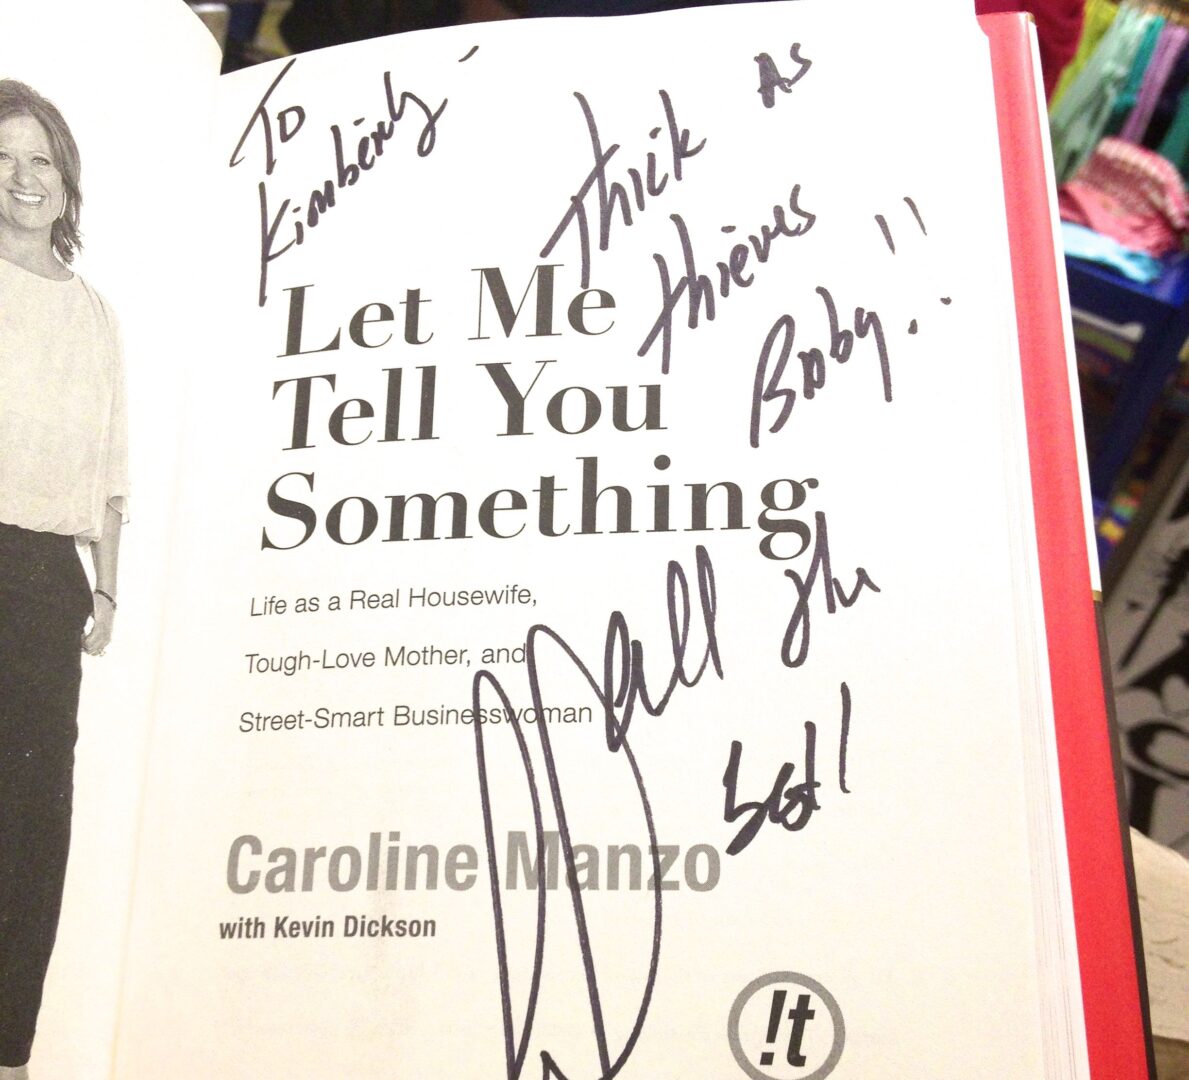 To
Kimberly -
Thick As
Thieves
Baby!!
Let Me
Tell You
Something
Life as a Real Housewife,
Tough-Love Mother, and
Street-Smart Businesswoman
All the
Best!
Caroline Manzo
with Kevin Dickson
!t